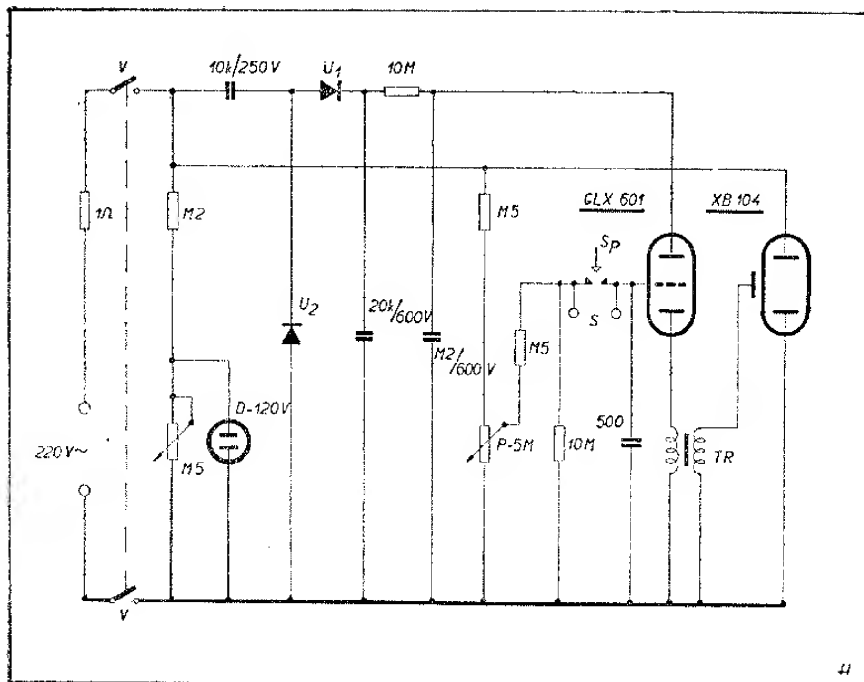 V
10k/250V
U1
10M
GLX 601
XB 104
1Ω
M2
M5
Sp
S
U2
20k/600V
M2/600V
M5
D-120V
220V~
M5
P-5M
10M
500
TR
V